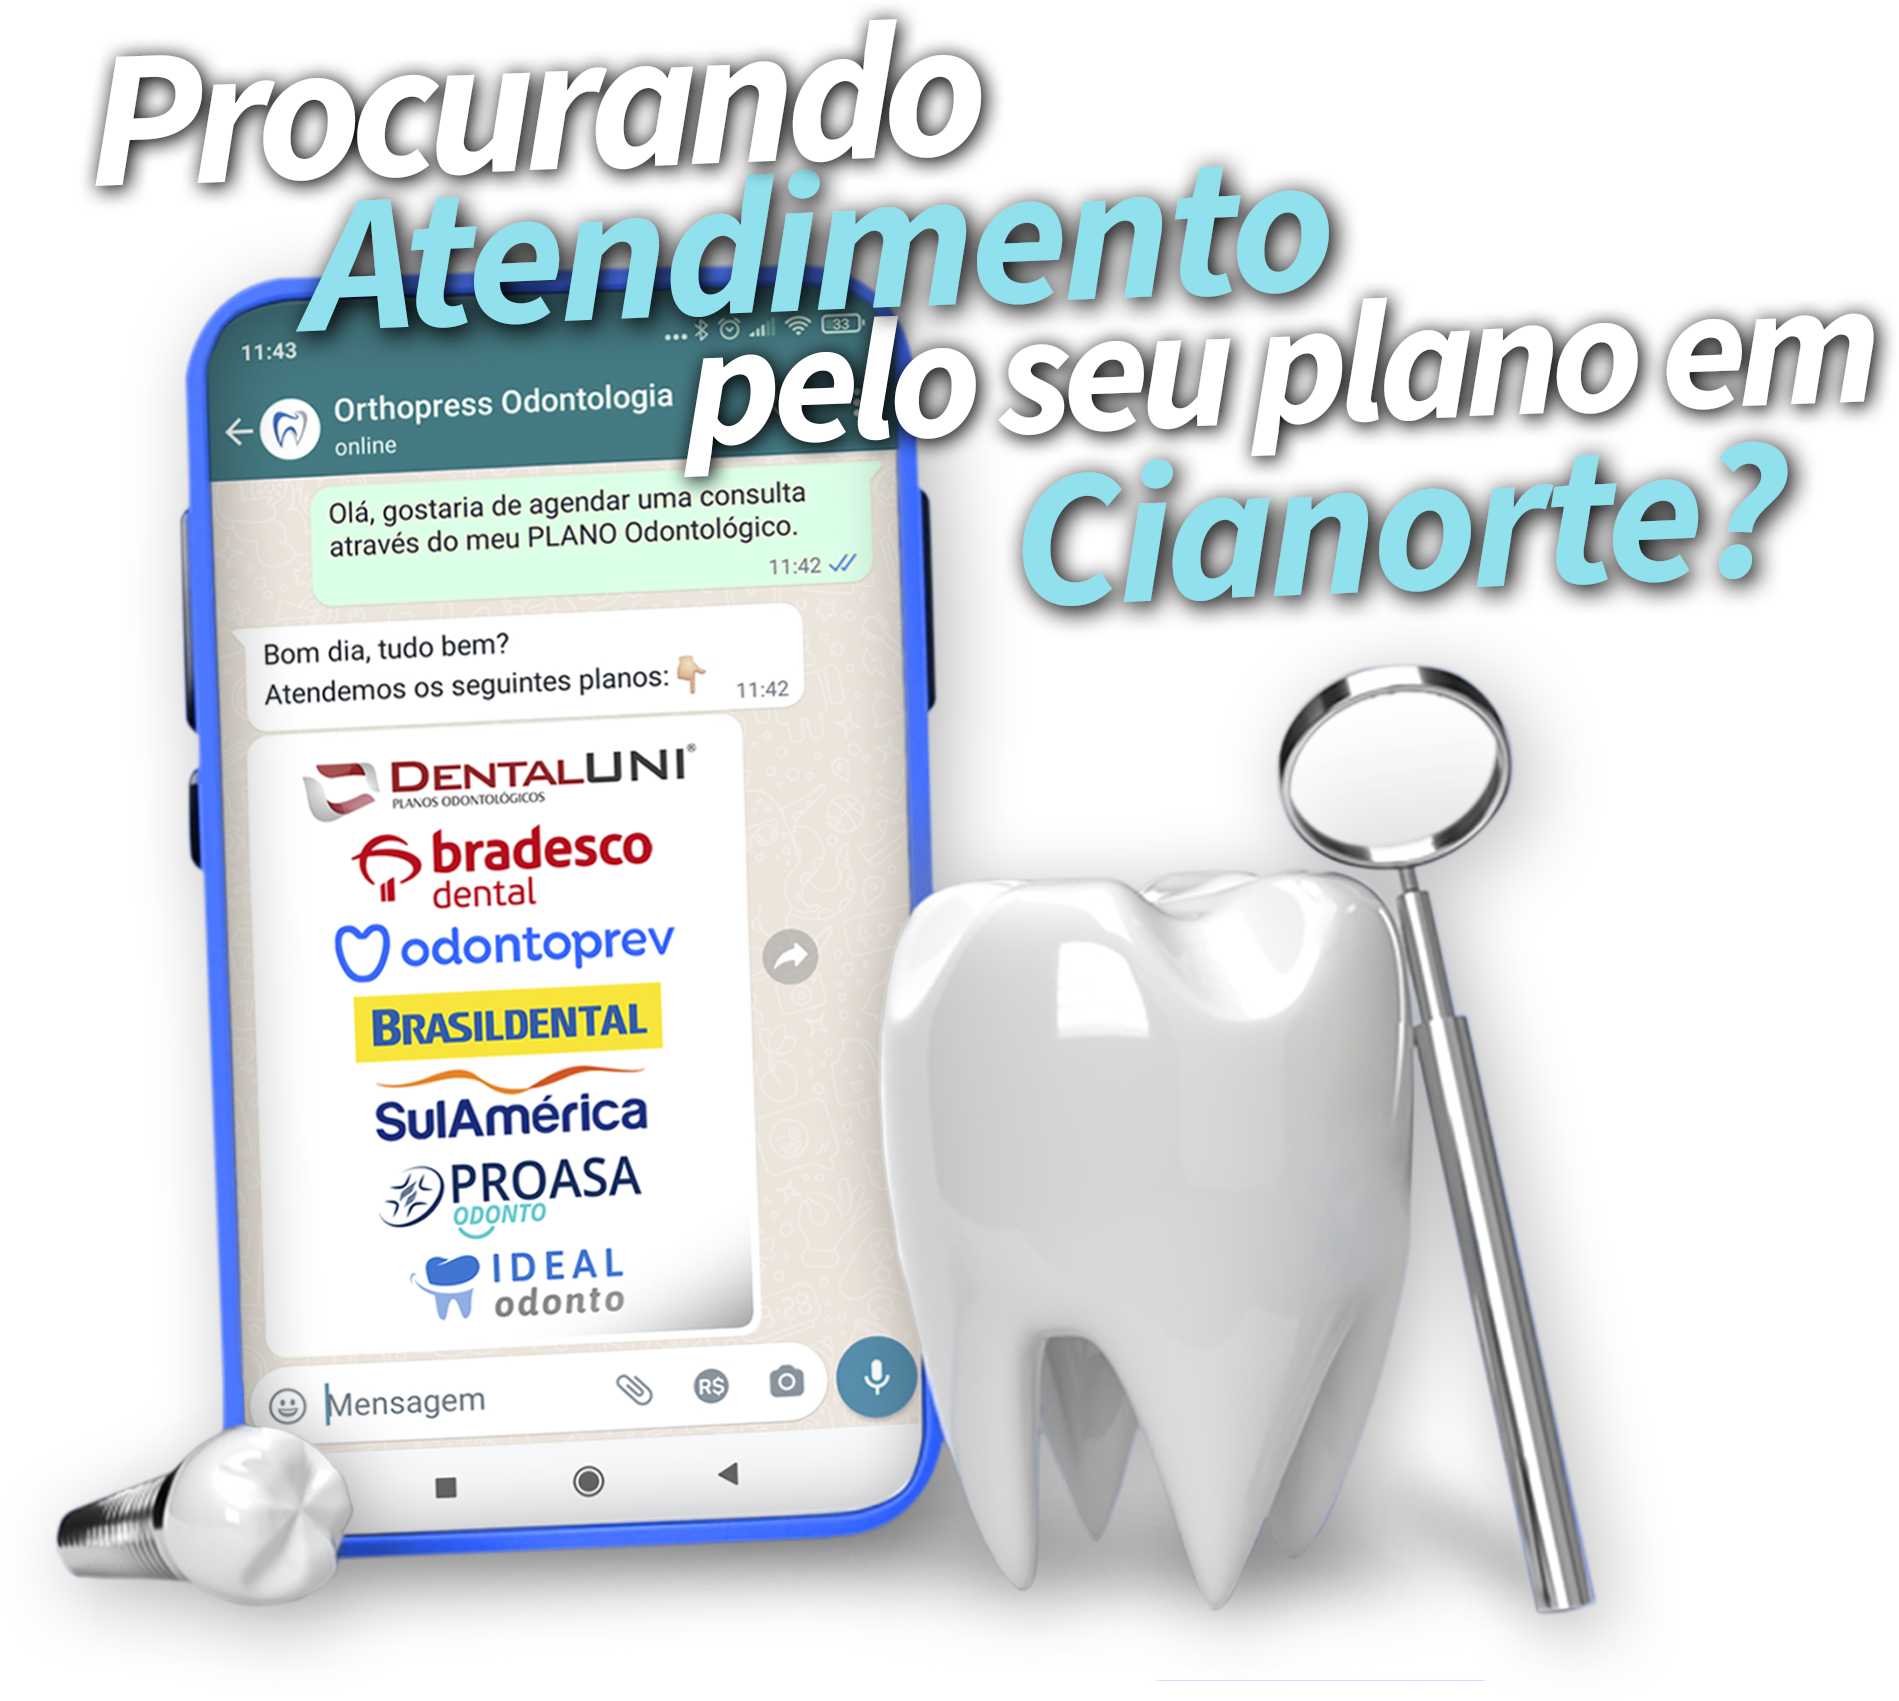 Procurando
Atendimento
pelo seu plano em
Cianorte?
11:43
33
Orthopress Odontologia
online
Olá, gostaria de agendar uma consulta
através do meu PLANO Odontológico.
11:42
Bom dia, tudo bem?
Atendemos os seguintes planos:
11:42
DENTALUNI®
PLANOS ODONTOLÓGICOS
bradesco
dental
odontoprev
BRASILDENTAL
SulAmérica
PROASA
ODONTO
IDEAL
odonto
Mensagem
R$